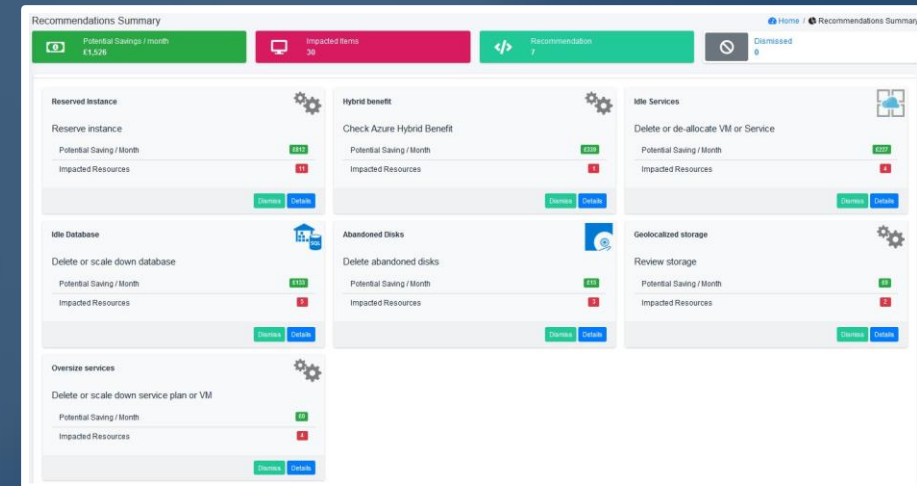 Recommendations Summary
Home / Recommendations Summary
Potential Savings / month
£1,526
Impacted Items
30
Recommendation
7
Dismissed
0
Reserved Instance
Reserve instance
Potential Saving / Month
£812
Impacted Resources
11
Dismiss Details
Hybrid benefit
Check Azure Hybrid Benefit
Potential Saving / Month
£339
Impacted Resources
1
Dismiss Details
Idle Services
Delete or de-allocate VM or Service
Potential Saving / Month
£227
Impacted Resources
4
Dismiss Details
Idle Database
Delete or scale down database
Potential Saving / Month
£133
Impacted Resources
Dismiss Details
SQL
Abandoned Disks
Delete abandoned disks
Potential Saving / Month
£15
Impacted Resources
3
Dismiss Details
Geolocalized storage
Review storage
Potential Saving / Month
£0
Impacted Resources
2
Dismiss Details
Oversize services
Delete or scale down service plan or VM
Potential Saving / Month
£0
Impacted Resources
4
Dismiss Details